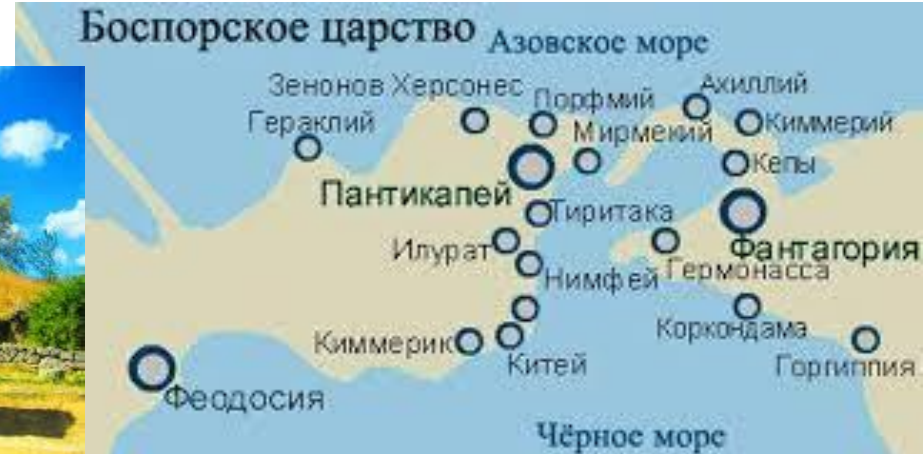 Боспорское царство
Азовское море
Зенонов Херсонес
Ахиллий
Порфмий
Гераклий
Мирмекий
Киммерий
Кепы
Пантикапей
Тиритака
Илурат
Фантагория
Нимфей
Гермонасса
Киммерик
Коркондама
Китей
Горгиппия
Феодосия
Чёрное море